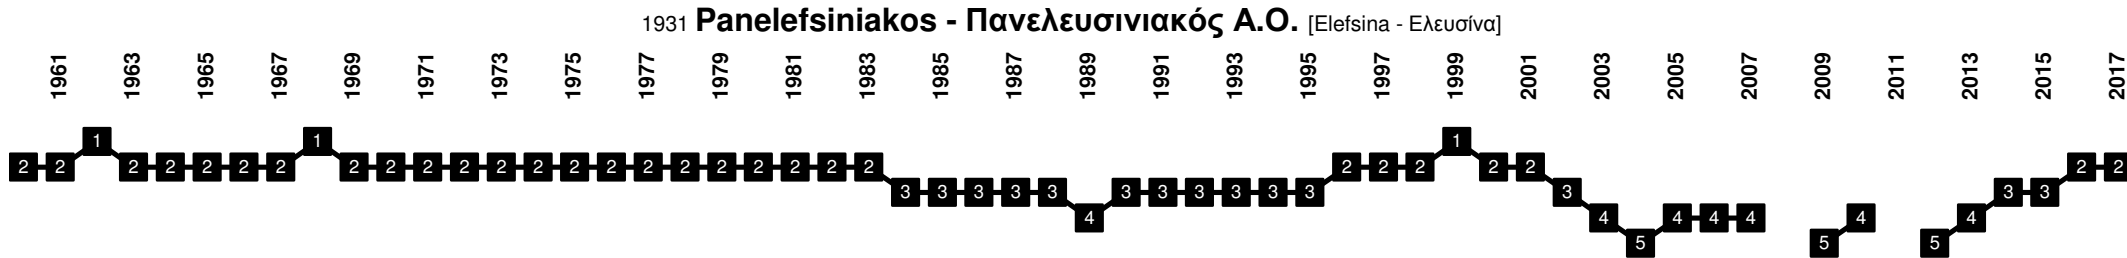 1931 Panelefsiniakos - Πανελευσινιακός Α.Ο. [Elefsina - Ελευσίνα]
1961 1963 1965 1967 1969 1971 1973 1975 1977 1979 1981 1983 1985 1987 1989 1991 1993 1995 1997 1999 2001 2003 2005 2007 2009 2011 2013 2015 2017
1 1 1
2 2 2 2 2 2 2 2 2 2 2 2 2 2 2 2 2 2 2 2 2 2 2 2 2 2 2 2 2
3 3 3 3 3 3 3 3 3 3 3 3 3 3
4 4 4 4 4 4 4
5 5 5